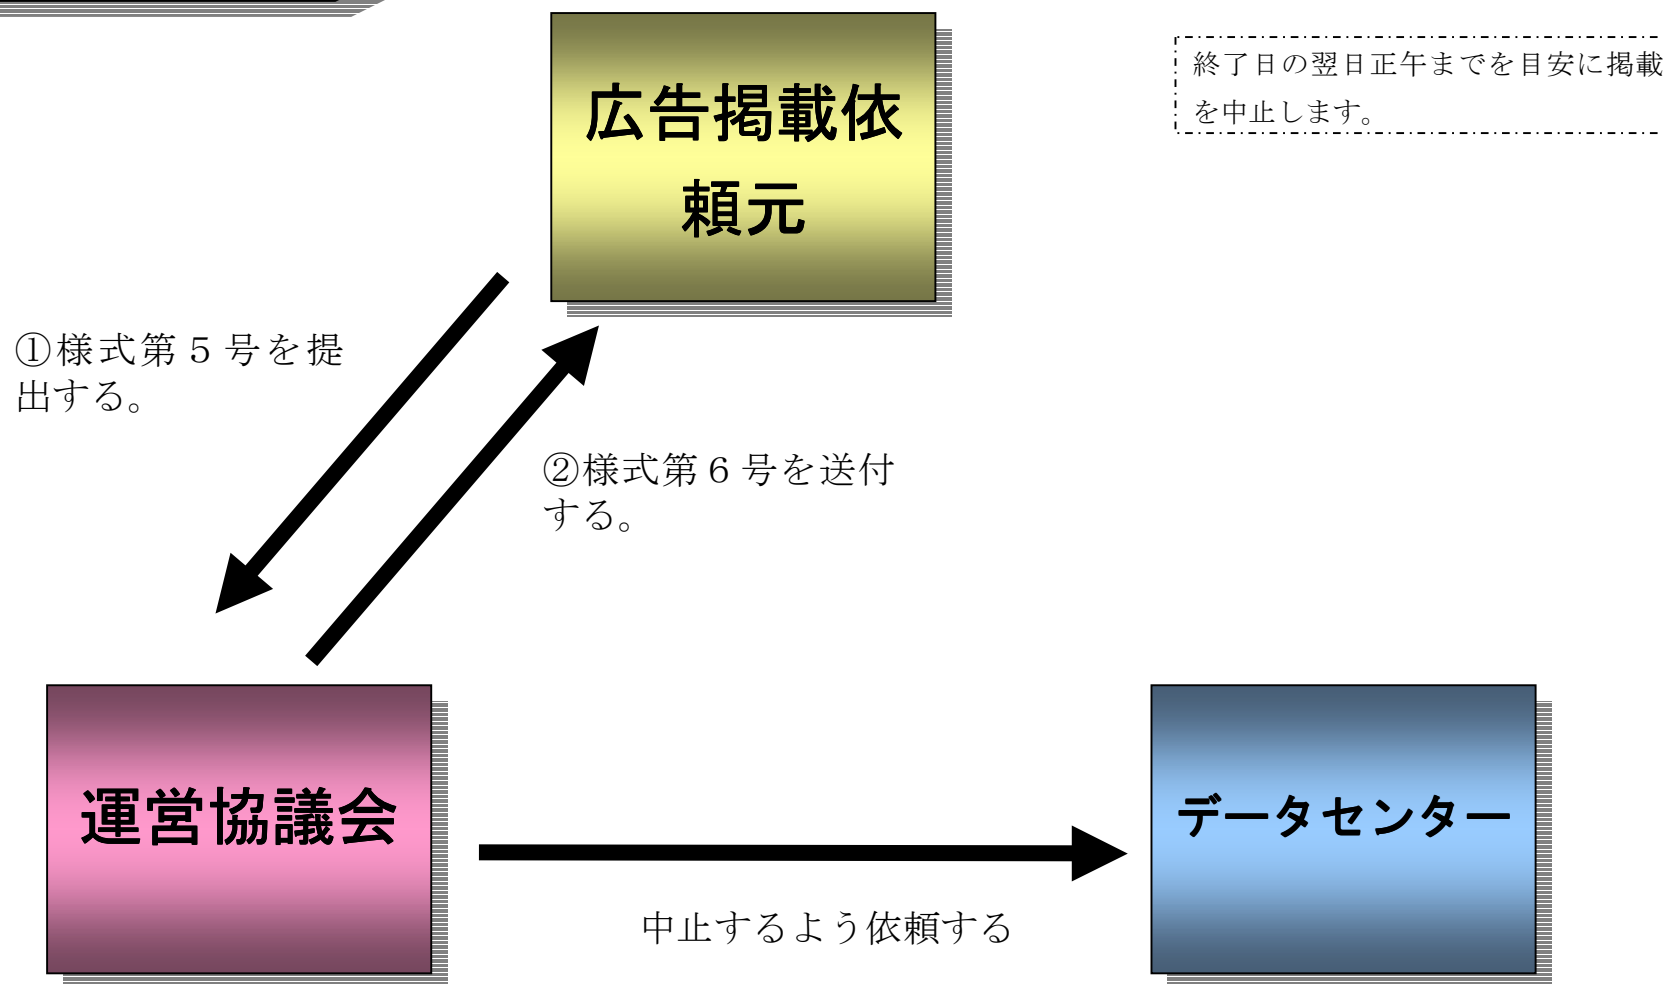 広告掲載依
頼元
終了日の翌日正午までを目安に掲載
を中止します。
①様式第５号を提
出する。
②様式第６号を送付
する。
運営協議会
データセンター
中止するよう依頼する